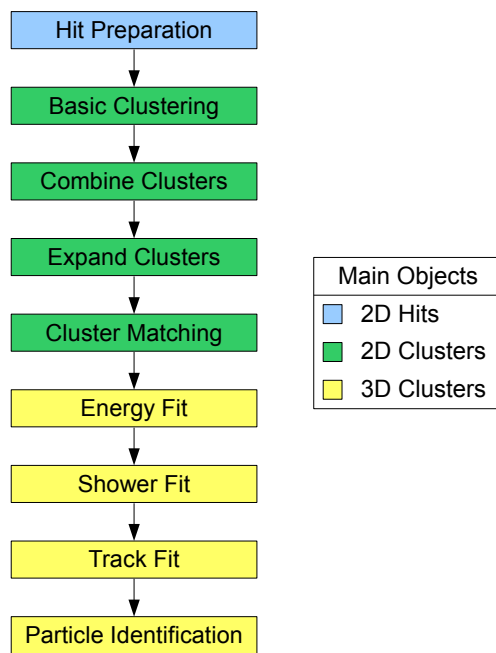 Hit Preparation
Basic Clustering
Combine Clusters
Expand Clusters
Cluster Matching
Energy Fit
Shower Fit
Track Fit
Particle Identification
Main Objects
2D Hits
2D Clusters
3D Clusters